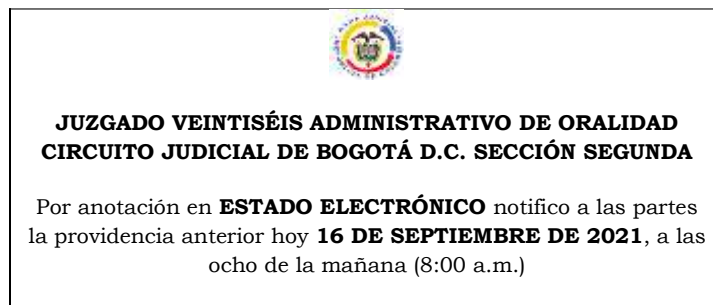 JUZGADO VEINTISÉIS ADMINISTRATIVO DE ORALIDAD
CIRCUITO JUDICIAL DE BOGOTÁ D.C. SECCIÓN SEGUNDA
Por anotación en ESTADO ELECTRÓNICO notifico a las partes
la providencia anterior hoy 16 DE SEPTIEMBRE DE 2021, a las
ocho de la mañana (8:00 a.m.)